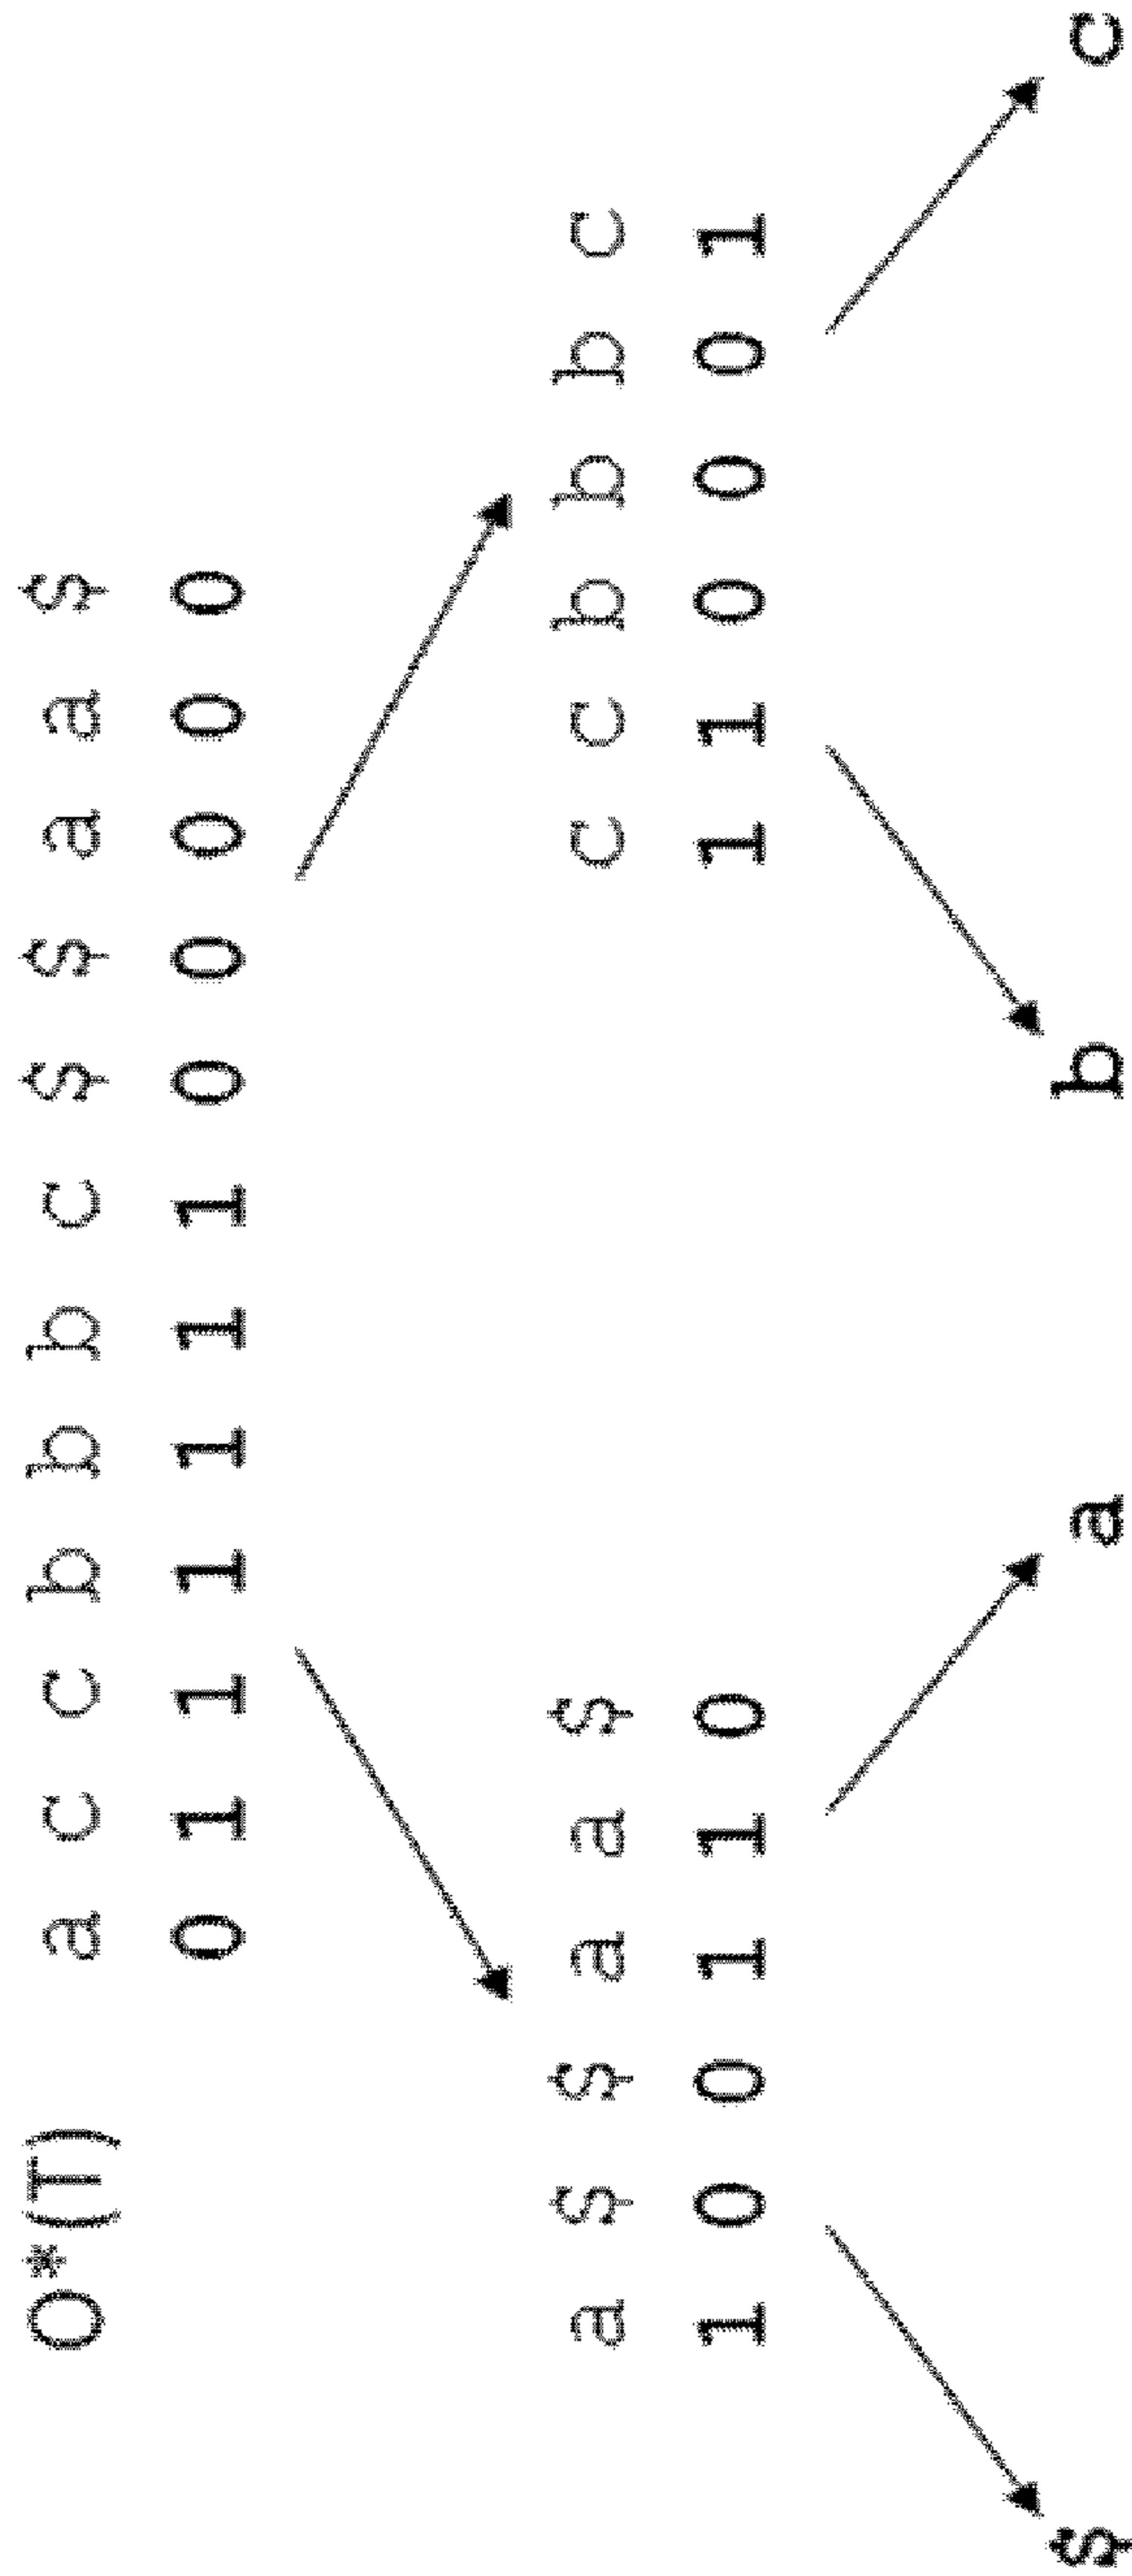 O*(T) a c c b b b c $ $ a a $
0 1 1 1 1 1 1 0 0 0 0 0
a $ $ a a $ c c b b b c
1 0 0 1 1 0 1 1 0 0 0 1
$ a b c